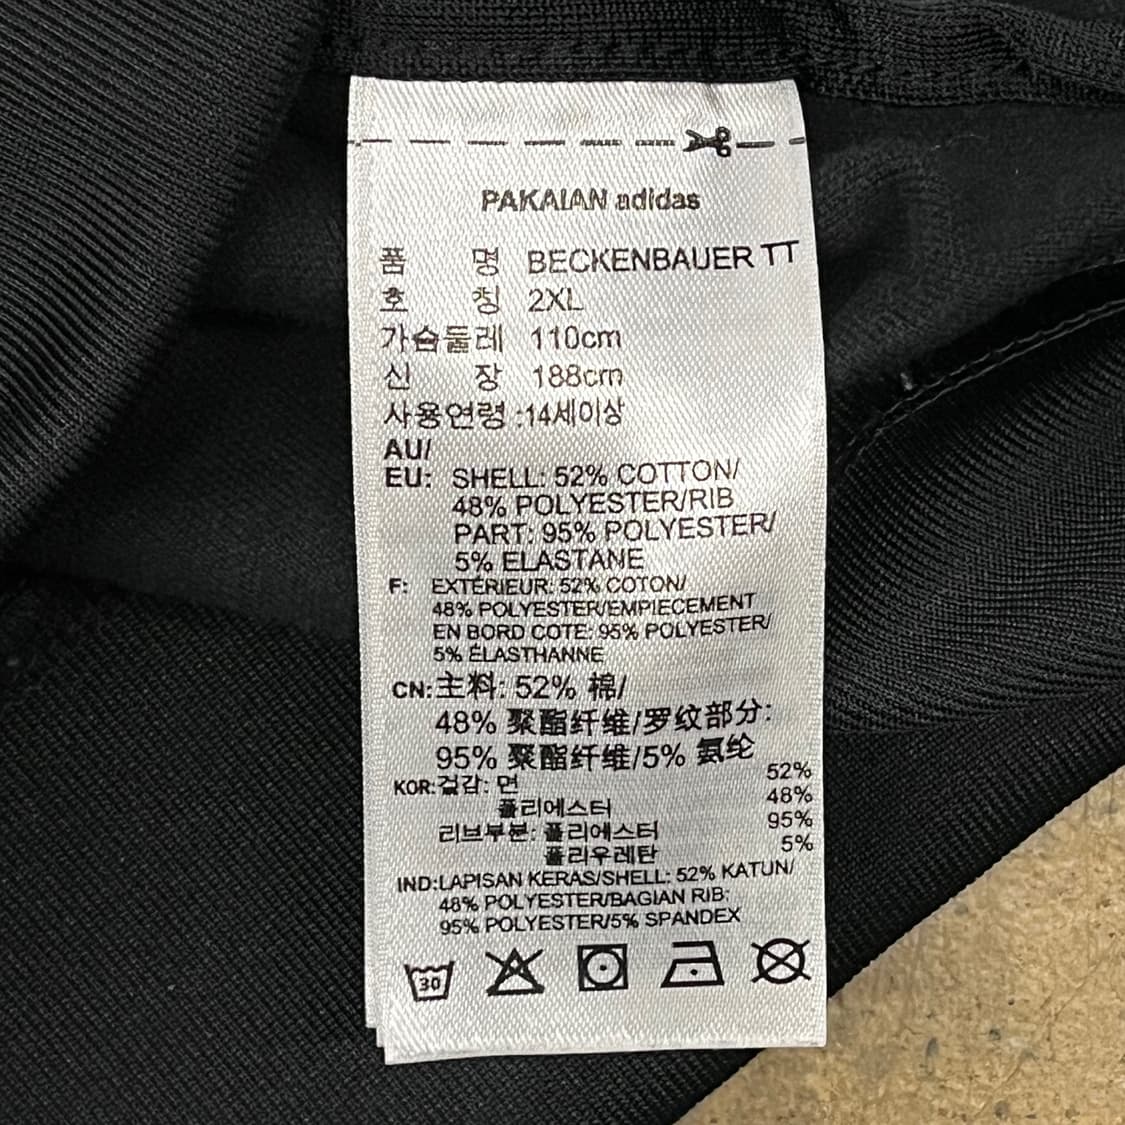 PAKAIAN adidas
품 명 BECKENBAUER TT
호 칭 2XL
가슴둘레 110cm
신 장 188cm
사용연령 :14세이상
AU/
EU: SHELL: 52% COTTON/
48% POLYESTER/RIB
PART: 95% POLYESTER/
5% ELASTANE
F: EXTÉRIEUR: 52% COTON/
48% POLYESTER/EMPIECEMENT
EN BORD COTE: 95% POLYESTER/
5% ÉLASTHANNE
CN:主料: 52% 棉/
48% 聚酯纤维/罗纹部分:
95% 聚酯纤维/5% 氨纶
KOR:겉감: 면 52%
폴리에스터 48%
리브부분: 폴리에스터 95%
폴리우레탄 5%
IND:LAPISAN KERAS/SHELL: 52% KATUN/
48% POLYESTER/BAGIAN RIB:
95% POLYESTER/5% SPANDEX
30